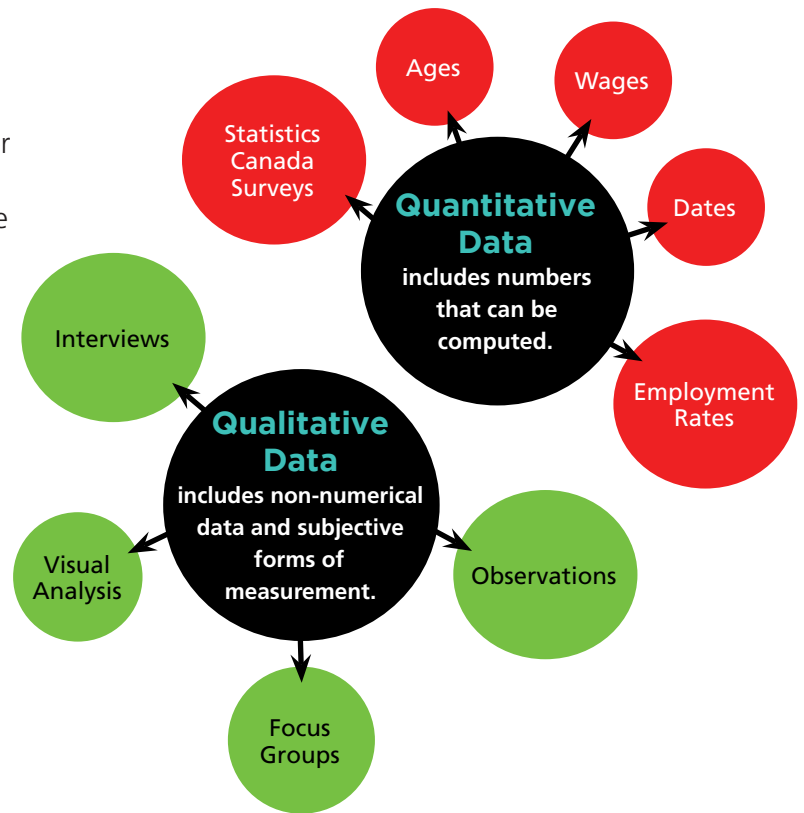 Ages
Wages
Statistics
Canada
Surveys
Quantitative
Data
includes numbers
that can be
computed.
Dates
Employment
Rates
Interviews
Qualitative
Data
includes non-numerical
data and subjective
forms of
measurement.
Visual
Analysis
Observations
Focus
Groups